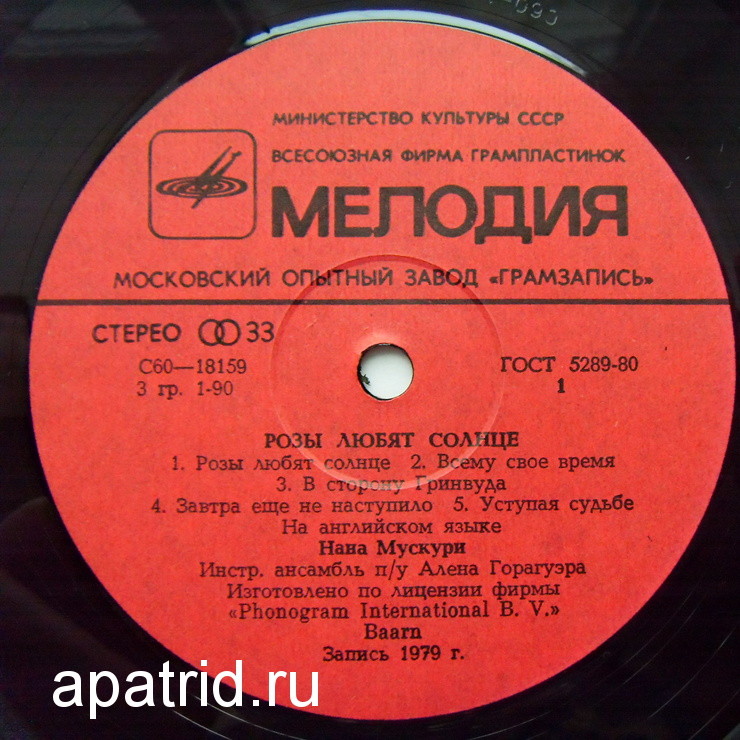 -090
МИНИСТЕРСТВО КУЛЬТУРЫ СССР
ВСЕСОЮЗНАЯ ФИРМА ГРАМПЛАСТИНОК
МЕЛОДИЯ
МОСКОВСКИЙ ОПЫТНЫЙ ЗАВОД «ГРАМЗАПИСЬ»
СТЕРЕО 33
С60—18159 ГОСТ 5289-80
3 гр. 1-90 1
РОЗЫ ЛЮБЯТ СОЛНЦЕ
1. Розы любят солнце 2. Всему свое время
3. В сторону Гринвуда
4. Завтра еще не наступило 5. Уступая судьбе
На английском языке
Нана Мускури
Инстр. ансамбль п/у Алена Горагуэра
Изготовлено по лицензии фирмы
«Phonogram International B. V.»
Baarn
Запись 1979 г.
apatrid.ru